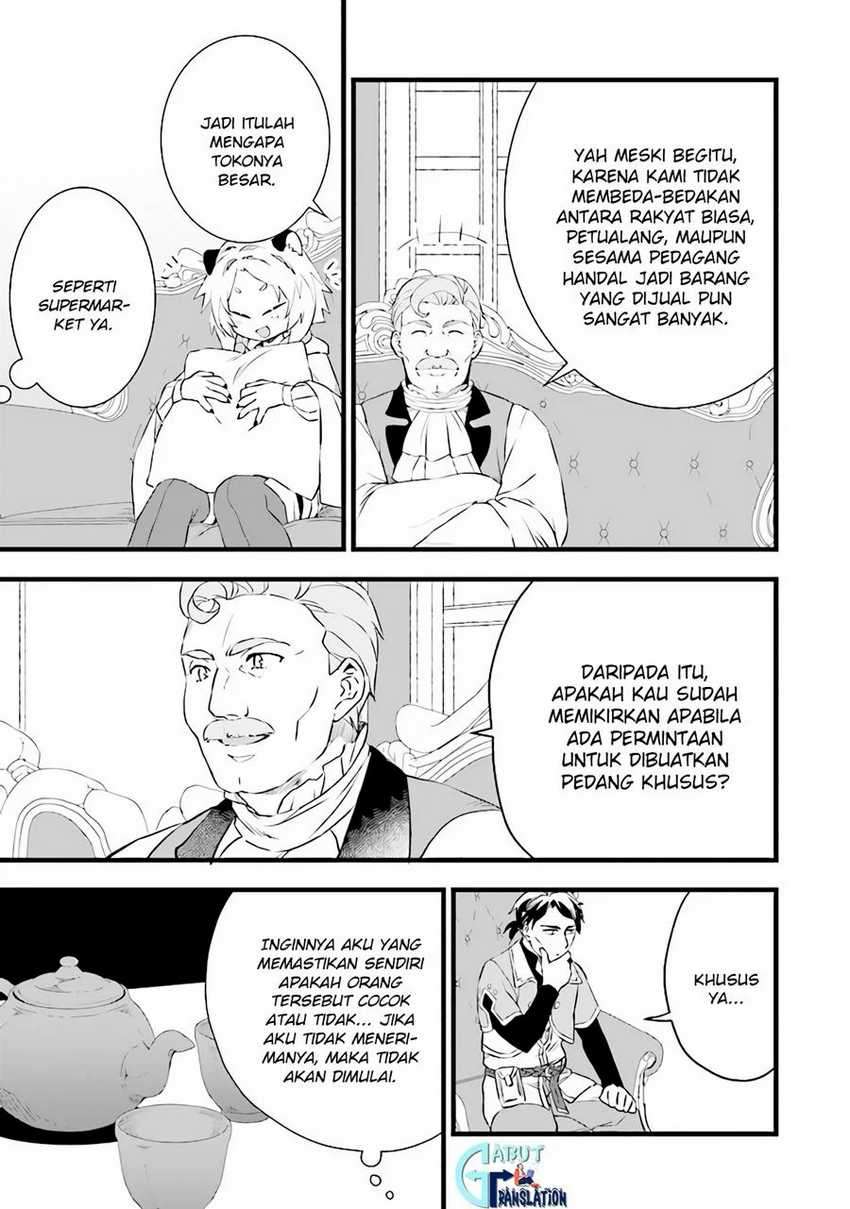 YAH MESKI BEGITU,
KARENA KAMI TIDAK
MEMBEDA-BEDAKAN
ANTARA RAKYAT BIASA,
PETUALANG, MAUPUN
SESAMA PEDAGANG
HANDAL JADI BARANG
YANG DIJUAL PUN
SANGAT BANYAK.
JADI ITULAH
MENGAPA
TOKONYA
BESAR.
SEPERTI
SUPERMAR-
KET YA.
DARIPADA ITU,
APAKAH KAU SUDAH
MEMIKIRKAN APABILA
ADA PERMINTAAN
UNTUK DIBUATKAN
PEDANG KHUSUS?
KHUSUS
YA...
INGINNYA AKU YANG
MEMASTIKAN SENDIRI
APAKAH ORANG
TERSEBUT COCOK
ATAU TIDAK... JIKA
AKU TIDAK MENERI-
MANYA, MAKA TIDAK
AKAN DIMULAI.
GABUT
TRANSLATION